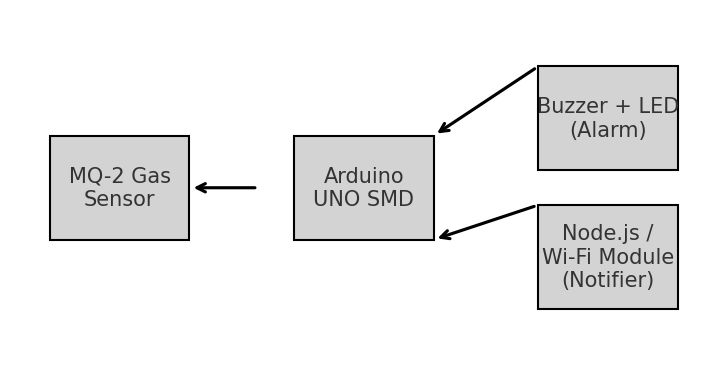 MQ-2 Gas
Sensor
Arduino
UNO SMD
Buzzer + LED
(Alarm)
Node.js /
Wi-Fi Module
(Notifier)